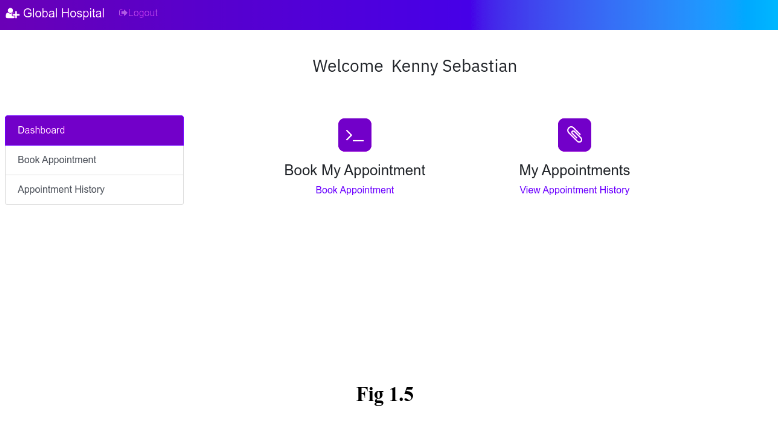 Global Hospital Logout
Welcome Kenny Sebastian
Dashboard
Book Appointment
Appointment History
Book My Appointment
Book Appointment
My Appointments
View Appointment History
Fig 1.5